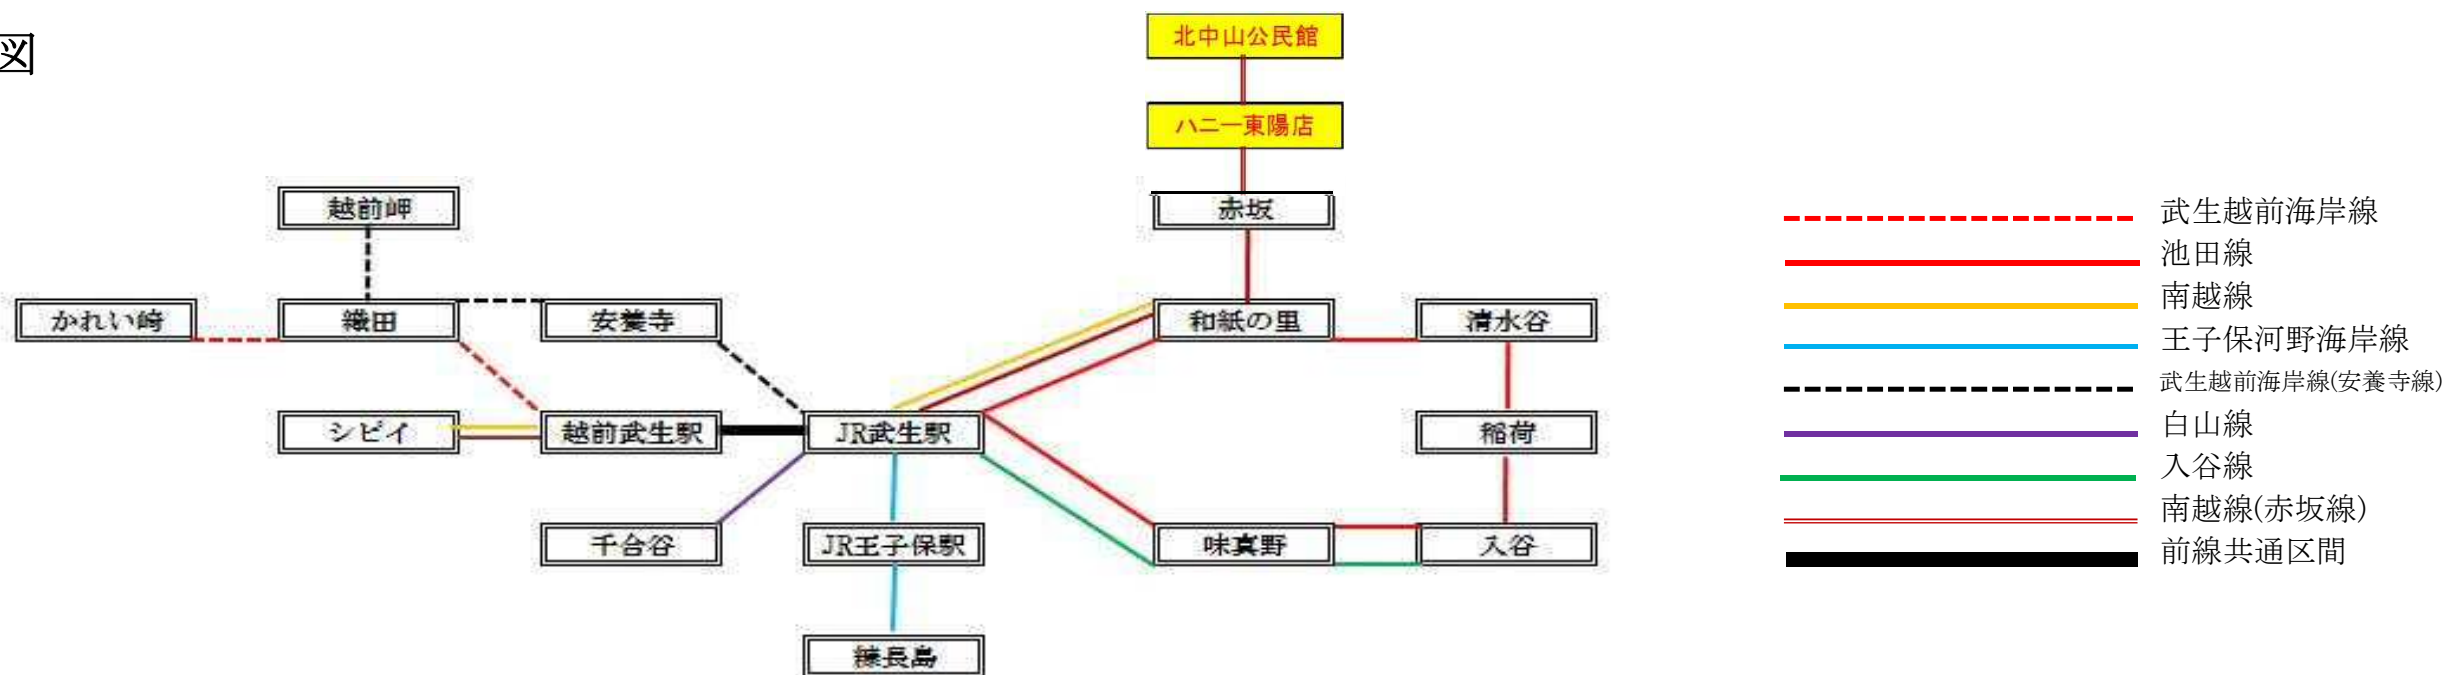 図
北中山公民館
ハニー東陽店
越前岬
赤坂
かれい崎
織田
安養寺
和紙の里
清水谷
シピイ
越前武生駅
JR武生駅
稲荷
千合谷
JR王子保駅
味真野
入谷
糠長島
武生越前海岸線
池田線
南越線
王子保河野海岸線
武生越前海岸線(安養寺線)
白山線
入谷線
南越線(赤坂線)
前線共通区間